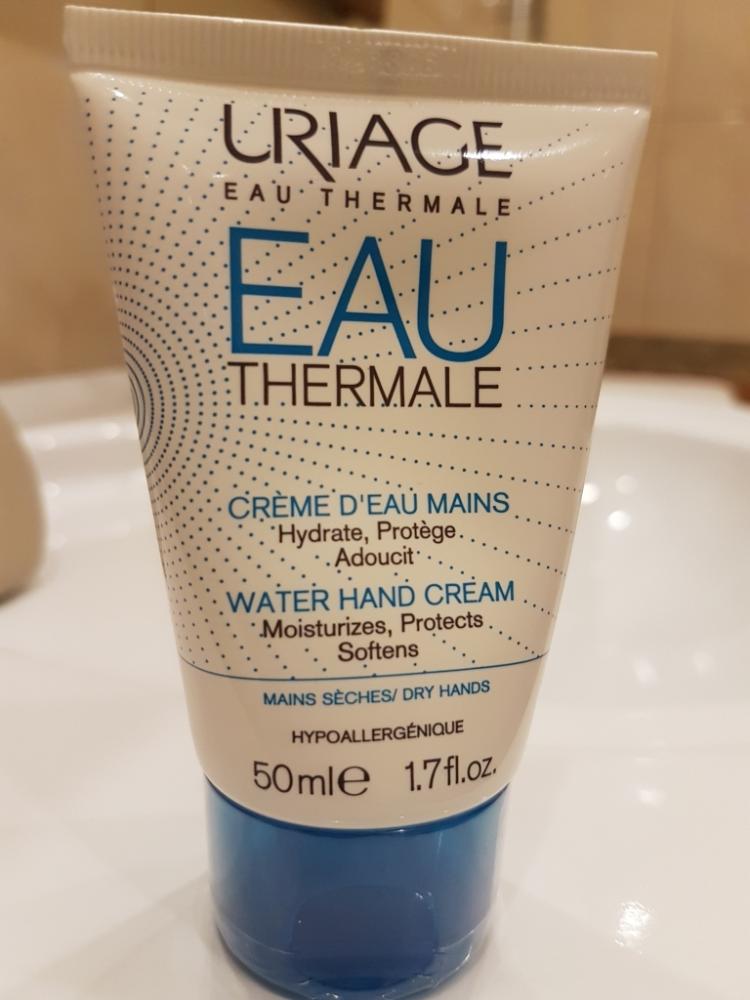 URIAGE
EAU THERMALE
EAU
THERMALE
CRÈME D'EAU MAINS
Hydrate, Protège
Adoucit
WATER HAND CREAM
Moisturizes, Protects
Softens
MAINS SÈCHES/ DRY HANDS
HYPOALLERGÉNIQUE
50ml℮ 1.7fl.oz.